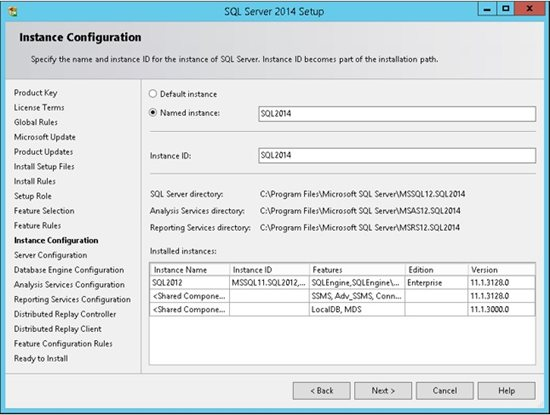 SQL Server 2014 Setup
Instance Configuration
Specify the name and instance ID for the instance of SQL Server. Instance ID becomes part of the installation path.
Product Key
License Terms
Global Rules
Microsoft Update
Product Updates
Install Setup Files
Install Rules
Setup Role
Feature Selection
Feature Rules
Instance Configuration
Server Configuration
Database Engine Configuration
Analysis Services Configuration
Reporting Services Configuration
Distributed Replay Controller
Distributed Replay Client
Feature Configuration Rules
Ready to Install
Default instance
Named instance: SQL2014
Instance ID: SQL2014
SQL Server directory: C:\Program Files\Microsoft SQL Server\MSSQL12.SQL2014
Analysis Services directory: C:\Program Files\Microsoft SQL Server\MSAS12.SQL2014
Reporting Services directory: C:\Program Files\Microsoft SQL Server\MSRS12.SQL2014
Installed instances:
Instance Name Instance ID Features Edition Version
SQL2012 MSSQL11.SQL2012,... SQLEngine,SQLEngine\... Enterprise 11.1.3128.0
<Shared Compone... SSMS, Adv_SSMS, Conn... 11.1.3128.0
<Shared Compone... LocalDB, MDS 11.1.3000.0
< Back Next > Cancel Help